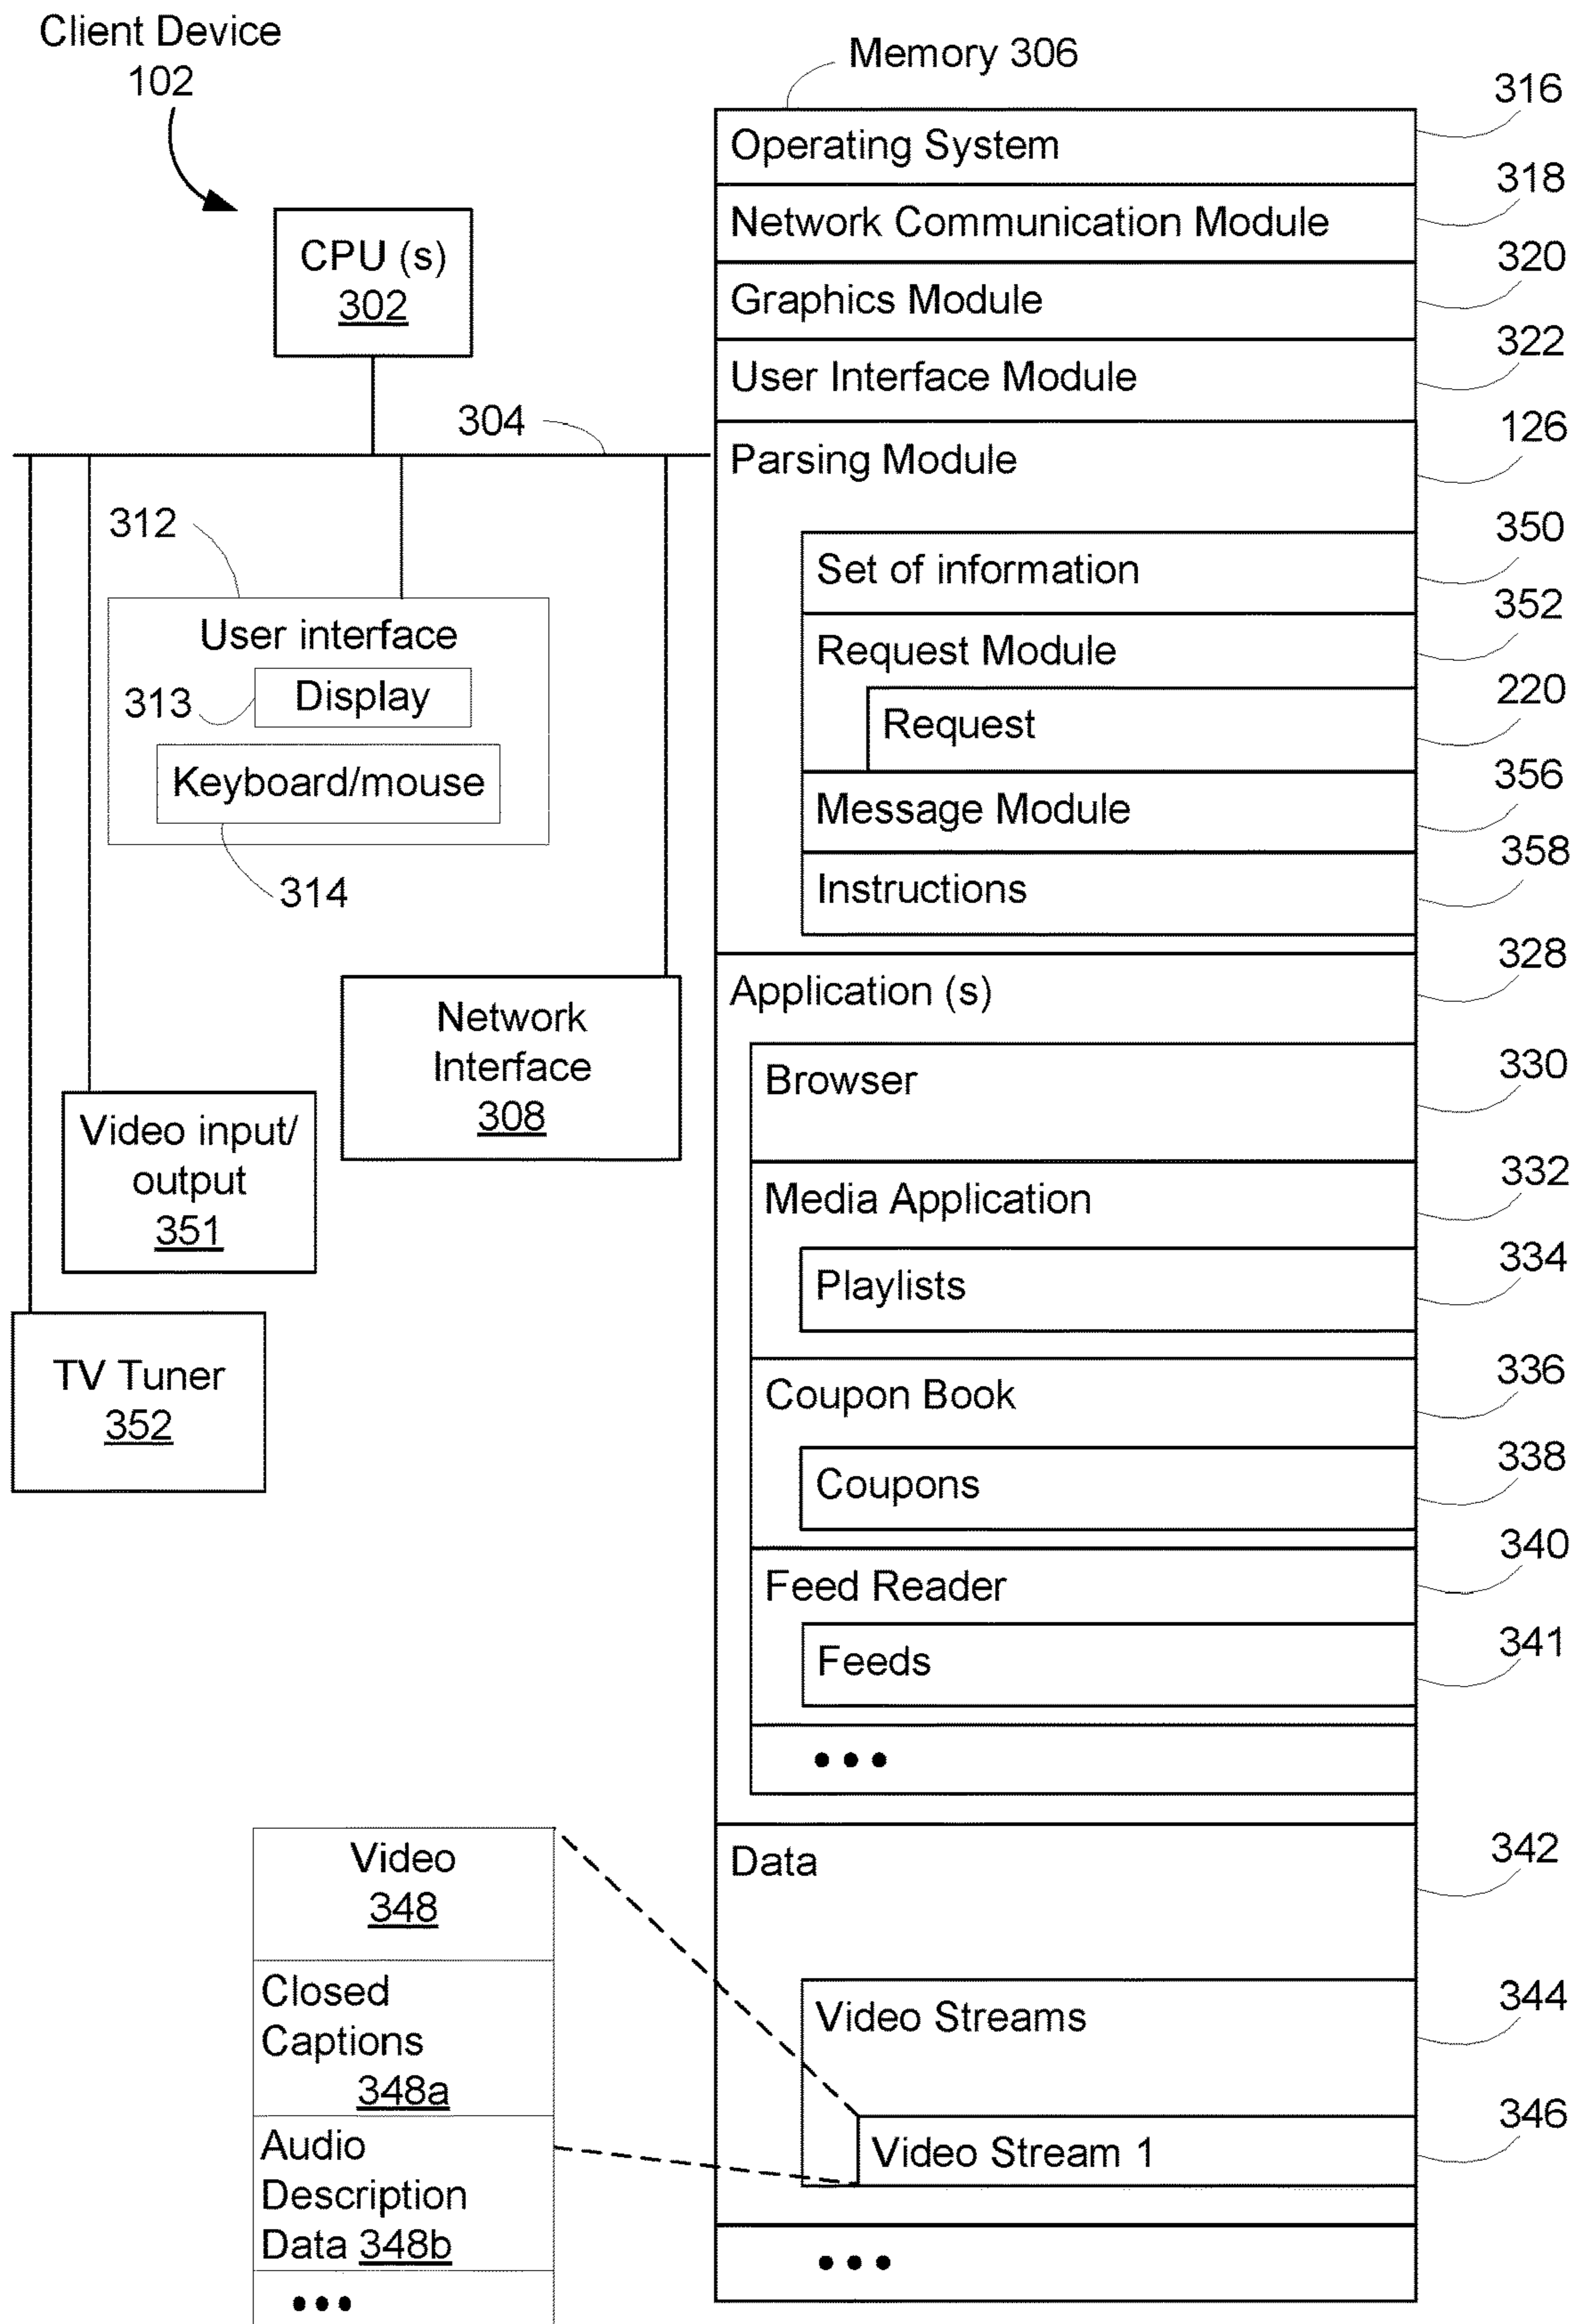 Client Device
102
CPU (s)
302
304
312
User interface
313
Display
Keyboard/mouse
314
Network
Interface
308
Video input/
output
351
TV Tuner
352
Memory 306
Operating System
316
Network Communication Module
318
Graphics Module
320
User Interface Module
322
Parsing Module
126
Set of information
350
Request Module
352
Request
220
Message Module
356
Instructions
358
Application (s)
328
Browser
330
Media Application
332
Playlists
334
Coupon Book
336
Coupons
338
Feed Reader
340
Feeds
341
•••
Data
342
Video Streams
344
Video Stream 1
346
•••
Video
348
Closed
Captions
348a
Audio
Description
Data 348b
•••